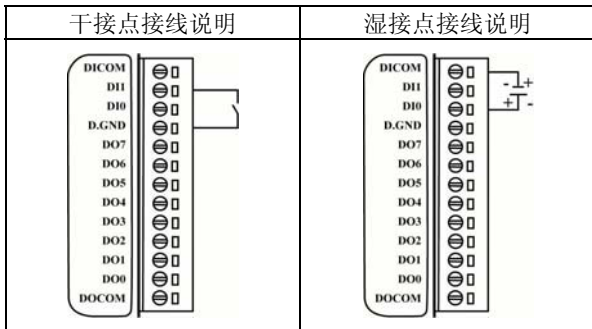 干接点接线说明
湿接点接线说明
DICOM
DI1
DI0
D.GND
DO7
DO6
DO5
DO4
DO3
DO2
DO1
DO0
DOCOM
DICOM
DI1
DI0
D.GND
DO7
DO6
DO5
DO4
DO3
DO2
DO1
DO0
DOCOM
- +
+ -